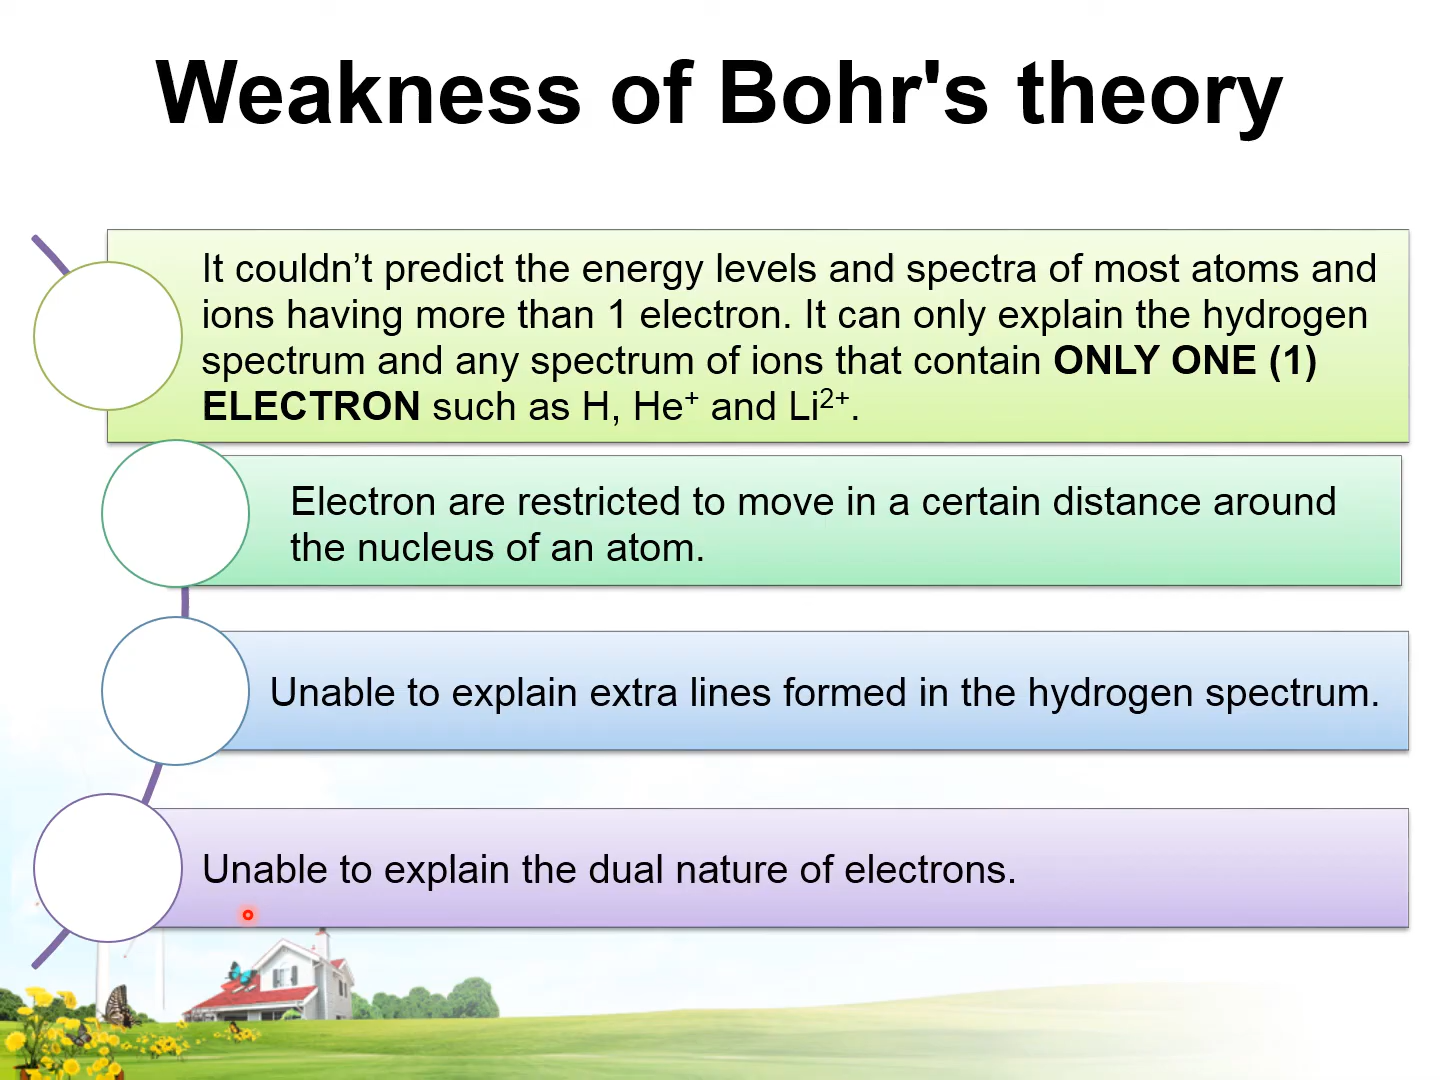 Weakness of Bohr's theory
It couldn’t predict the energy levels and spectra of most atoms and
ions having more than 1 electron. It can only explain the hydrogen
spectrum and any spectrum of ions that contain ONLY ONE (1)
ELECTRON such as H, He⁺ and Li²⁺.
Electron are restricted to move in a certain distance around
the nucleus of an atom.
Unable to explain extra lines formed in the hydrogen spectrum.
Unable to explain the dual nature of electrons.